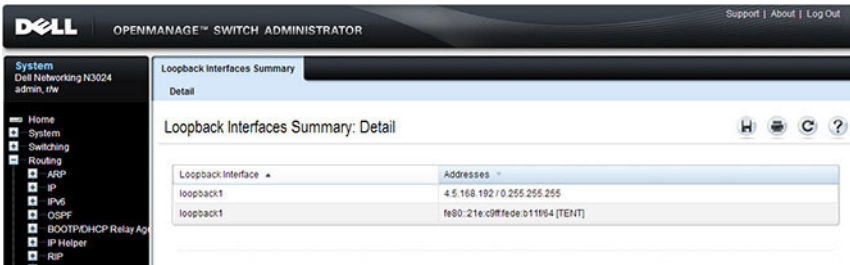 Support | About | Log Out
DELL OPENMANAGE™ SWITCH ADMINISTRATOR
System
Dell Networking N3024
admin, r/w
Home
System
Switching
Routing
ARP
IP
IPv6
OSPF
BOOTP/DHCP Relay Age
IP Helper
RIP
Loopback Interfaces Summary
Detail
Loopback Interfaces Summary: Detail
Loopback Interface Addresses
loopback1 4.5.168.192 / 0.255.255.255
loopback1 fe80::21e:c9ff:fede:b11f/64 [TENT]